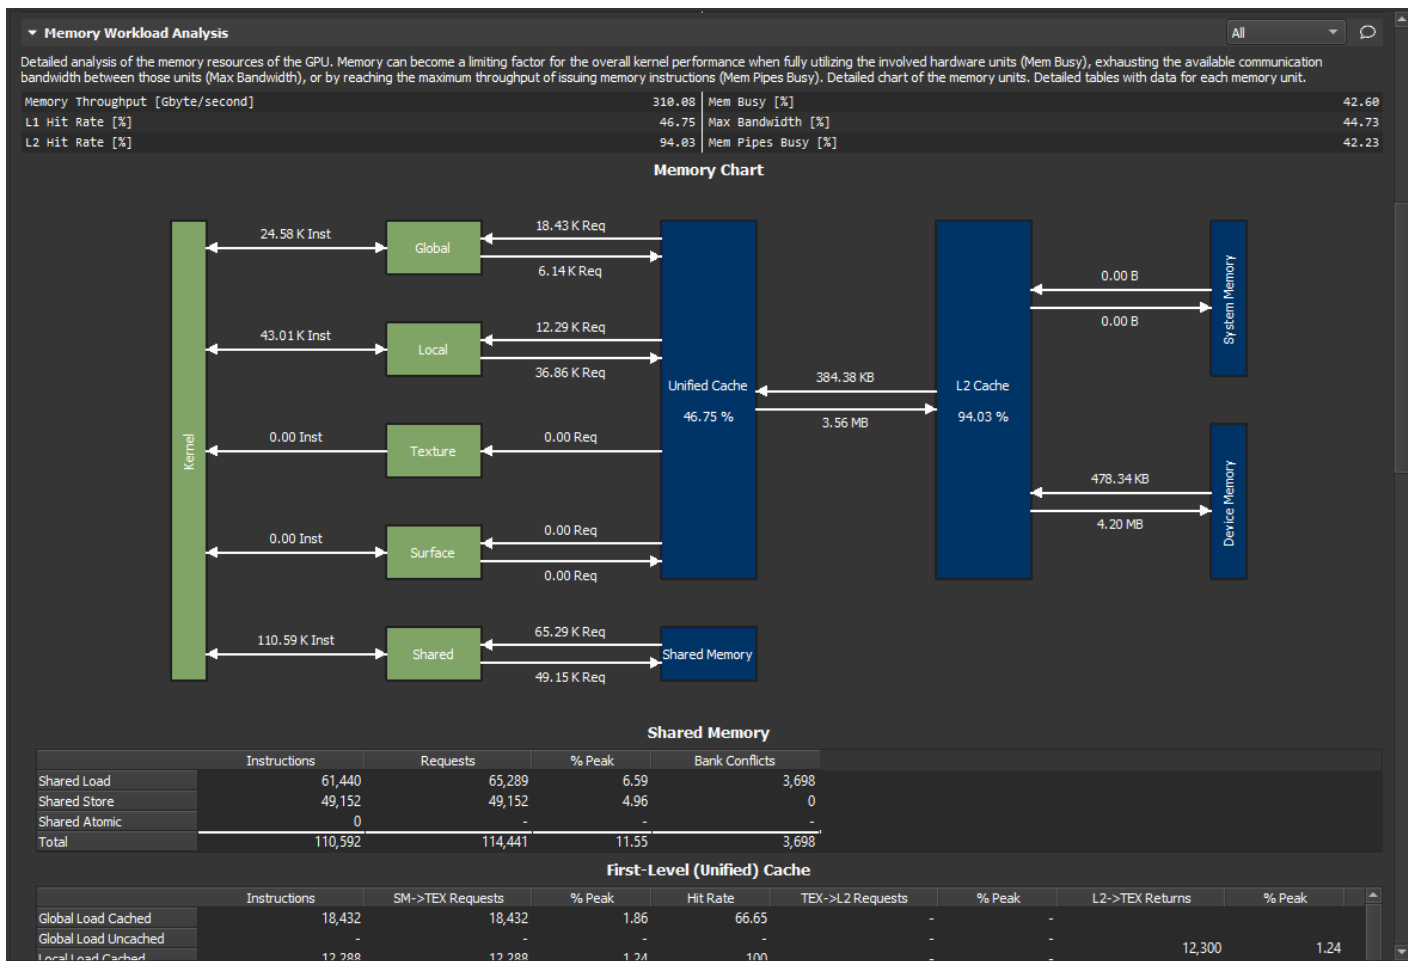 Memory Workload Analysis
All
Detailed analysis of the memory resources of the GPU. Memory can become a limiting factor for the overall kernel performance when fully utilizing the involved hardware units (Mem Busy), exhausting the available communication
bandwidth between those units (Max Bandwidth), or by reaching the maximum throughput of issuing memory instructions (Mem Pipes Busy). Detailed chart of the memory units. Detailed tables with data for each memory unit.
Memory Throughput [Gbyte/second] 310.08 Mem Busy [%] 42.60
L1 Hit Rate [%] 46.75 Max Bandwidth [%] 44.73
L2 Hit Rate [%] 94.03 Mem Pipes Busy [%] 42.23
Memory Chart
Kernel
24.58 K Inst
Global
18.43 K Req
6.14 K Req
43.01 K Inst
Local
12.29 K Req
36.86 K Req
0.00 Inst
Texture
0.00 Req
0.00 Inst
Surface
0.00 Req
0.00 Req
110.59 K Inst
Shared
65.29 K Req
49.15 K Req
Unified Cache
46.75 %
Shared Memory
384.38 KB
3.56 MB
L2 Cache
94.03 %
0.00 B
0.00 B
System Memory
478.34 KB
4.20 MB
Device Memory
Shared Memory
Instructions Requests % Peak Bank Conflicts
Shared Load 61,440 65,289 6.59 3,698
Shared Store 49,152 49,152 4.96 0
Shared Atomic 0 - - -
Total 110,592 114,441 11.55 3,698
First-Level (Unified) Cache
Instructions SM->TEX Requests % Peak Hit Rate TEX->L2 Requests % Peak L2->TEX Returns % Peak
Global Load Cached 18,432 18,432 1.86 66.65 - -
Global Load Uncached - - - - - - 12,300 1.24
Local Load Cached 12,288 12,288 1.24 100 - -